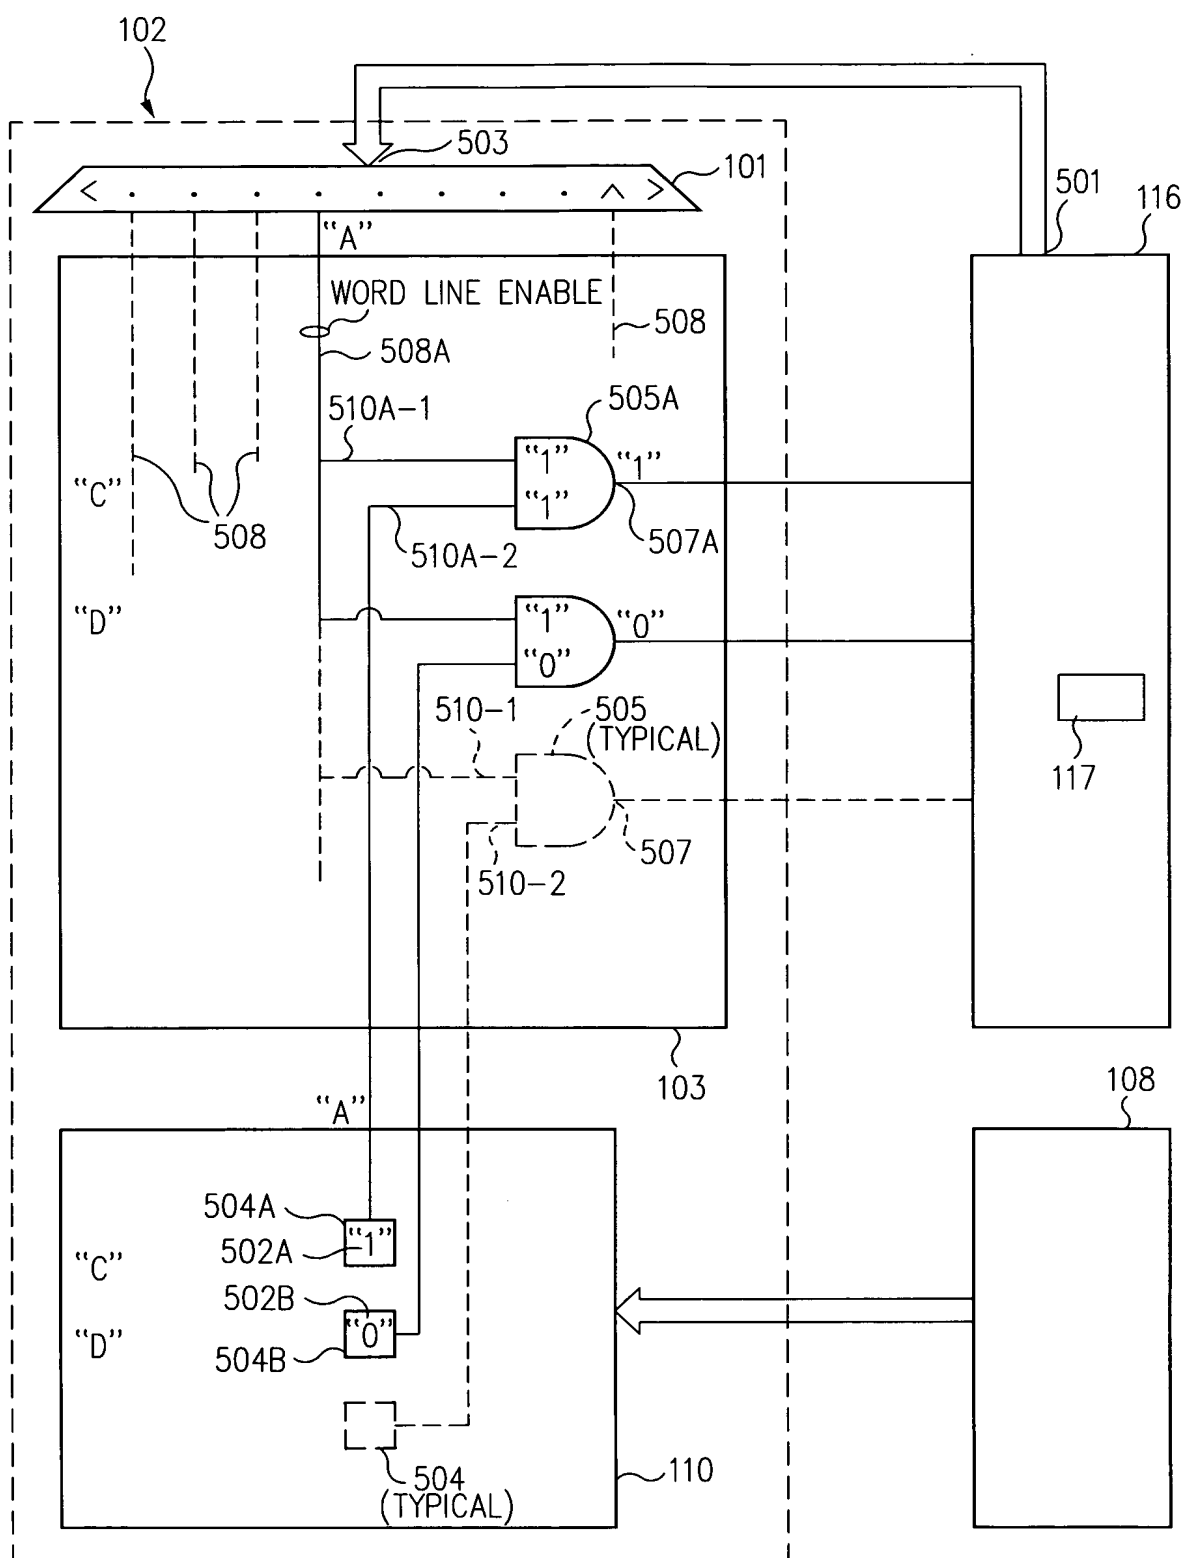 102
503
101
501
116
< . . . . . . . . ^ >
“A”
WORD LINE ENABLE
508
508A
505A
510A-1
“1” “1”
“C”
“1”
508
510A-2
507A
“D”
“1” “0”
“0”
510-1
505
(TYPICAL)
117
507
510-2
103
“A”
108
504A
“1”
502A
“C”
502B
“D”
“0”
504B
504
(TYPICAL)
110